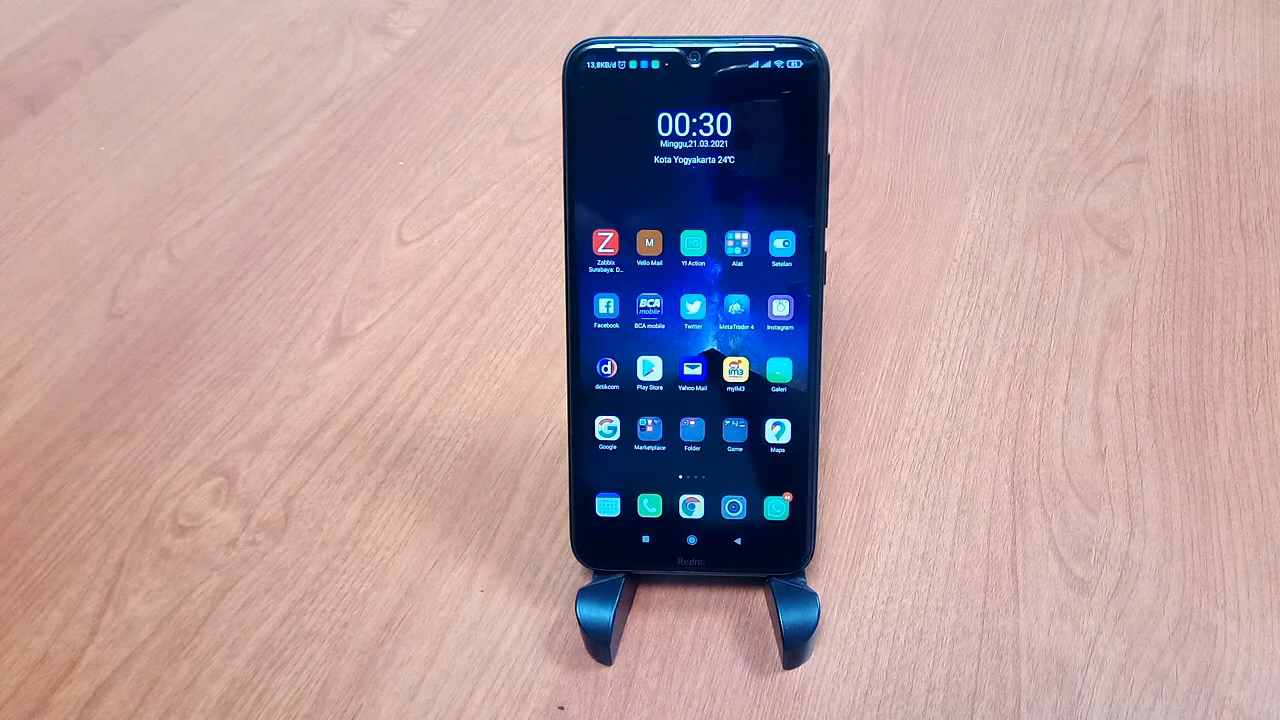 13,8KB/d
85
00:30
Minggu,21.03.2021
Kota Yogyakarta 24°C
Z M
Zabbix Vello Mail YI Action Alat Setelan
Surabaya: D...
BCA
mobile
Facebook BCA mobile Twitter MetaTrader 4 Instagram
d IM3
detikcom Play Store Yahoo Mail myIM3 Galeri
Google Marketplace Folder Game Maps
Redmi